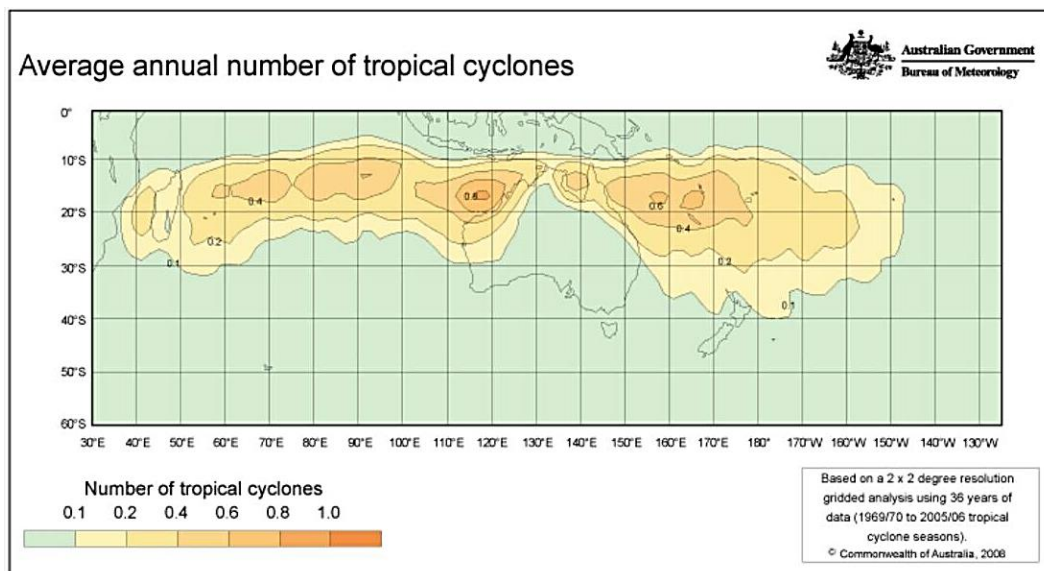 Average annual number of tropical cyclones
Australian Government
Bureau of Meteorology
0°
10°S
20°S
30°S
40°S
50°S
60°S
0.4
0.2
0.1
0.8
0.6
0.4
0.2
0.1
30°E 40°E 50°E 60°E 70°E 80°E 90°E 100°E 110°E 120°E 130°E 140°E 150°E 160°E 170°E 180° 170°W 160°W 150°W 140°W 130°W
Number of tropical cyclones
0.1 0.2 0.4 0.6 0.8 1.0
Based on a 2 x 2 degree resolution
gridded analysis using 36 years of
data (1969/70 to 2005/06 tropical
cyclone seasons).
© Commonwealth of Australia, 2008